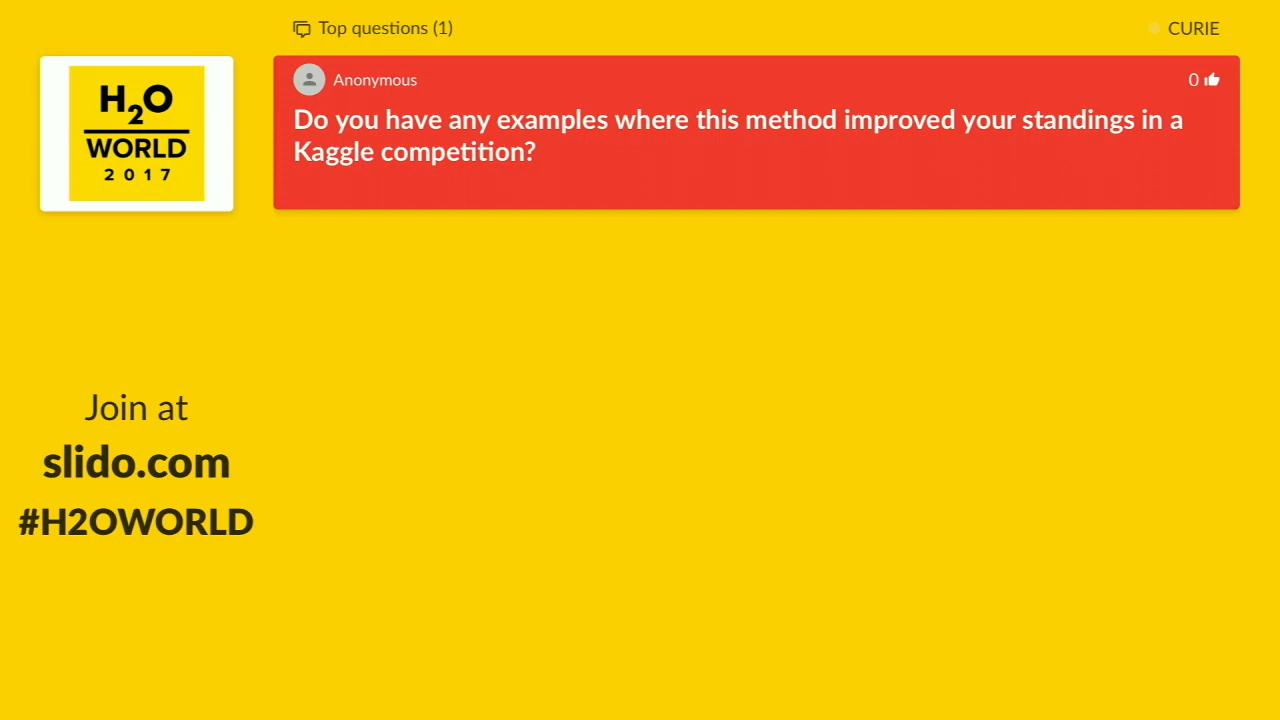 Top questions (1)
CURIE
H2O
WORLD
2017
Anonymous
0
Do you have any examples where this method improved your standings in a
Kaggle competition?
Join at
slido.com
#H2OWORLD